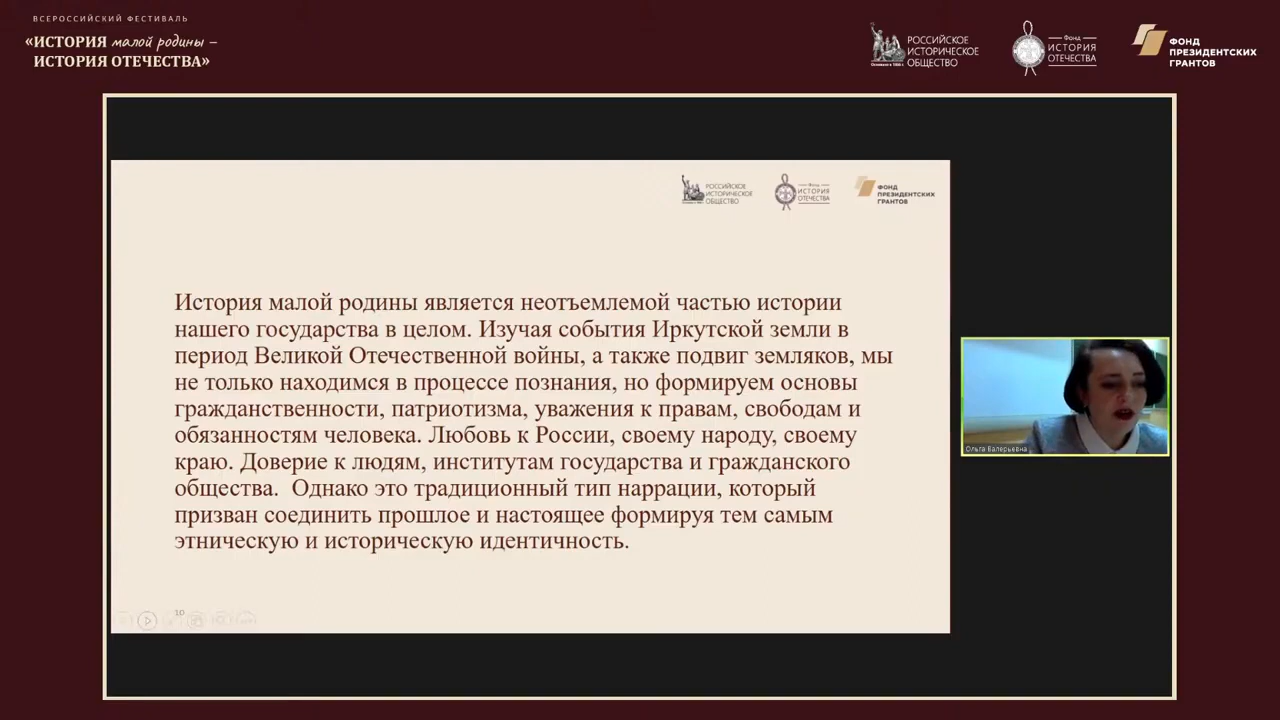 ВСЕРОССИЙСКИЙ ФЕСТИВАЛЬ
«ИСТОРИЯ малой родины –
ИСТОРИЯ ОТЕЧЕСТВА»
РОССИЙСКОЕ
ИСТОРИЧЕСКОЕ
ОБЩЕСТВО
Фонд
ИСТОРИЯ
ОТЕЧЕСТВА
ФОНД
ПРЕЗИДЕНТСКИХ
ГРАНТОВ
РОССИЙСКОЕ
ИСТОРИЧЕСКОЕ
ОБЩЕСТВО
Фонд
ИСТОРИЯ
ОТЕЧЕСТВА
ФОНД
ПРЕЗИДЕНТСКИХ
ГРАНТОВ
История малой родины является неотъемлемой частью истории
нашего государства в целом. Изучая события Иркутской земли в
период Великой Отечественной войны, а также подвиг земляков, мы
не только находимся в процессе познания, но формируем основы
гражданственности, патриотизма, уважения к правам, свободам и
обязанностям человека. Любовь к России, своему народу, своему
краю. Доверие к людям, институтам государства и гражданского
общества.  Однако это традиционный тип наррации, который
призван соединить прошлое и настоящее формируя тем самым
этническую и историческую идентичность.
10
Ольга Валерьевна